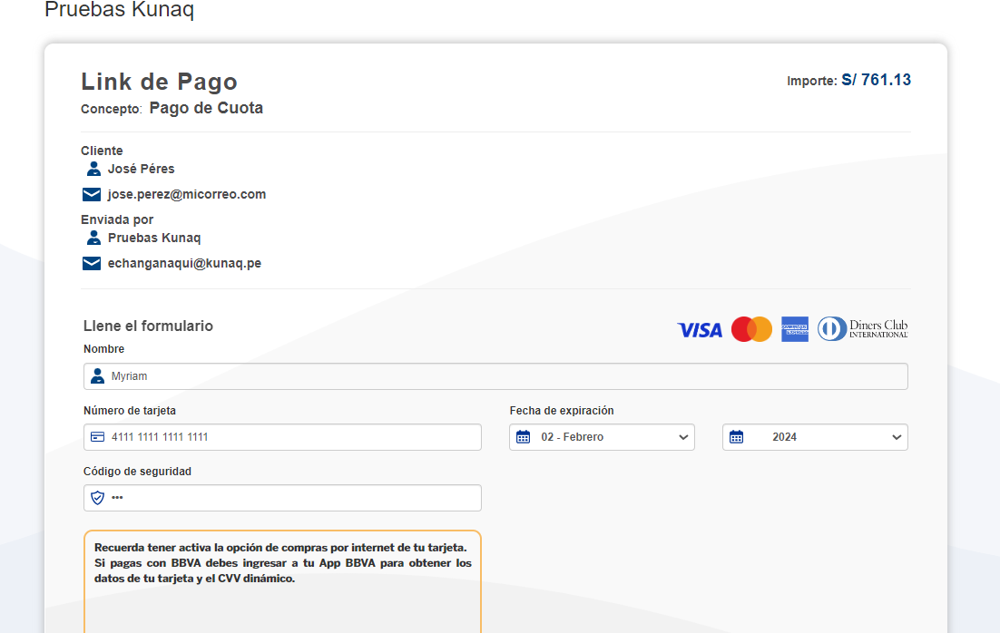 Pruebas Kunaq
Link de Pago
Importe: S/ 761.13
Concepto: Pago de Cuota
Cliente
José Péres
jose.perez@micorreo.com
Enviada por
Pruebas Kunaq
echanganaqui@kunaq.pe
Llene el formulario
VISA
AMERICAN EXPRESS
Diners Club
INTERNATIONAL
Nombre
Myriam
Número de tarjeta
Fecha de expiración
4111 1111 1111 1111
02 - Febrero
2024
Código de seguridad
•••
Recuerda tener activa la opción de compras por internet de tu tarjeta.
Si pagas con BBVA debes ingresar a tu App BBVA para obtener los
datos de tu tarjeta y el CVV dinámico.